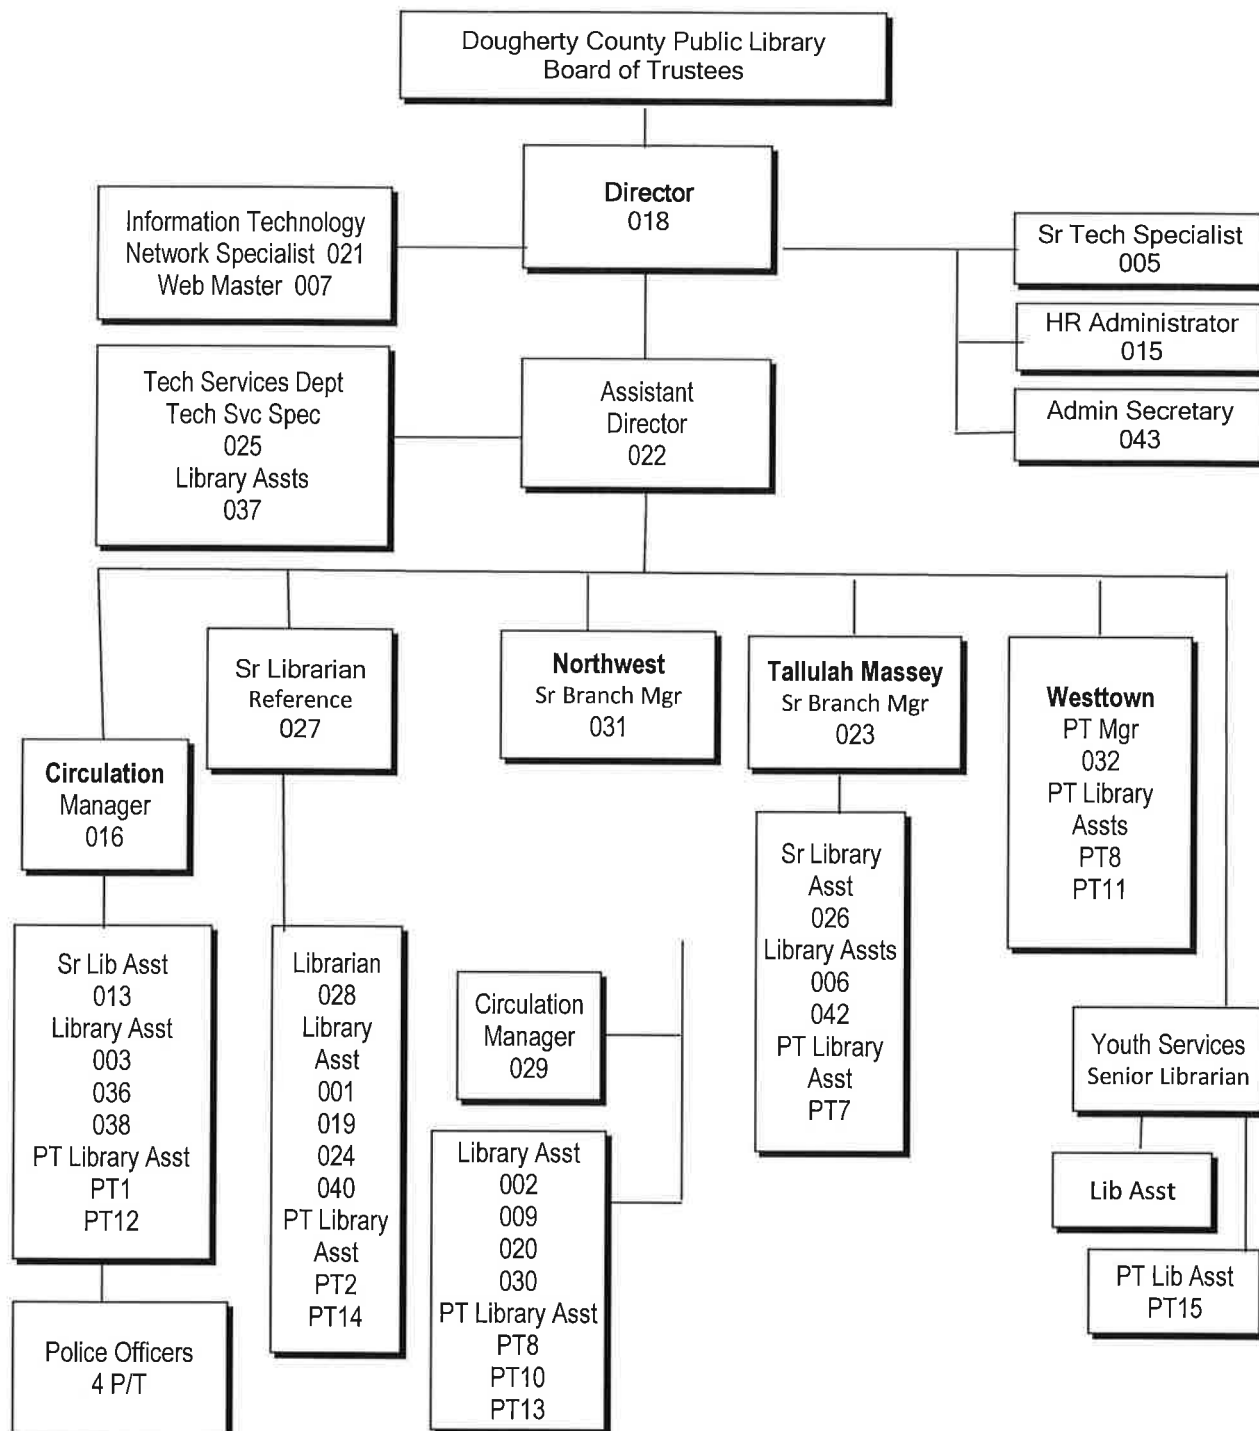 Dougherty County Public Library
Board of Trustees
Director
018
Information Technology
Network Specialist 021
Web Master 007
Sr Tech Specialist
005
HR Administrator
015
Admin Secretary
043
Tech Services Dept
Tech Svc Spec
025
Library Assts
037
Assistant
Director
022
Circulation
Manager
016
Sr Librarian
Reference
027
Northwest
Sr Branch Mgr
031
Tallulah Massey
Sr Branch Mgr
023
Westtown
PT Mgr
032
PT Library
Assts
PT8
PT11
Sr Lib Asst
013
Library Asst
003
036
038
PT Library Asst
PT1
PT12
Police Officers
4 P/T
Librarian
028
Library
Asst
001
019
024
040
PT Library
Asst
PT2
PT14
Circulation
Manager
029
Library Asst
002
009
020
030
PT Library Asst
PT8
PT10
PT13
Sr Library
Asst
026
Library Assts
006
042
PT Library
Asst
PT7
Youth Services
Senior Librarian
Lib Asst
PT Lib Asst
PT15